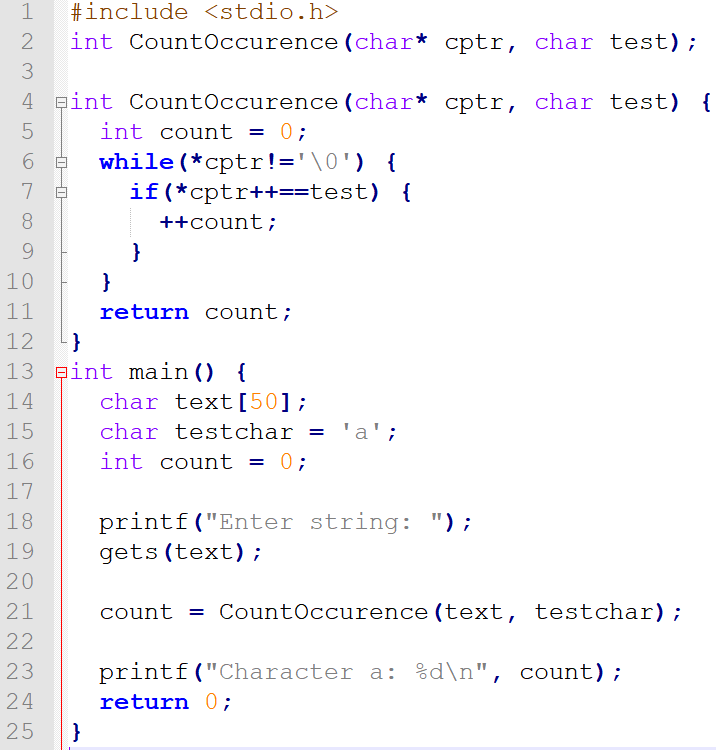 1 #include <stdio.h>
2 int CountOccurence(char* cptr, char test);
3
4 int CountOccurence(char* cptr, char test) {
5   int count = 0;
6   while(*cptr!='\0') {
7     if(*cptr++==test) {
8       ++count;
9     }
10   }
11   return count;
12 }
13 int main() {
14   char text[50];
15   char testchar = 'a';
16   int count = 0;
17
18   printf("Enter string: ");
19   gets(text);
20
21   count = CountOccurence(text, testchar);
22
23   printf("Character a: %d\n", count);
24   return 0;
25 }